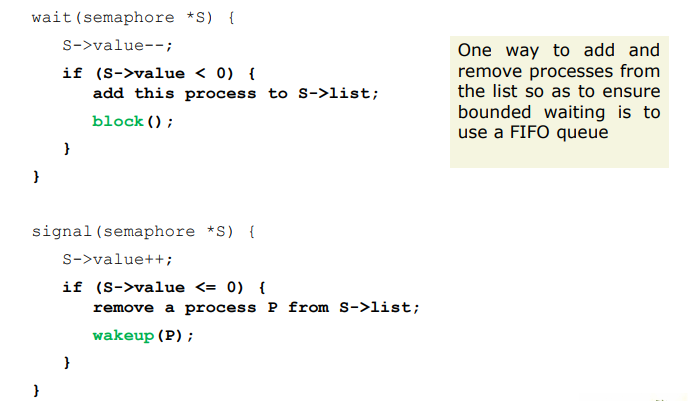 wait(semaphore *S) {
S->value--;
if (S->value < 0) {
add this process to S->list;
block();
}
}
One way to add and
remove processes from
the list so as to ensure
bounded waiting is to
use a FIFO queue
signal(semaphore *S) {
S->value++;
if (S->value <= 0) {
remove a process P from S->list;
wakeup(P);
}
}